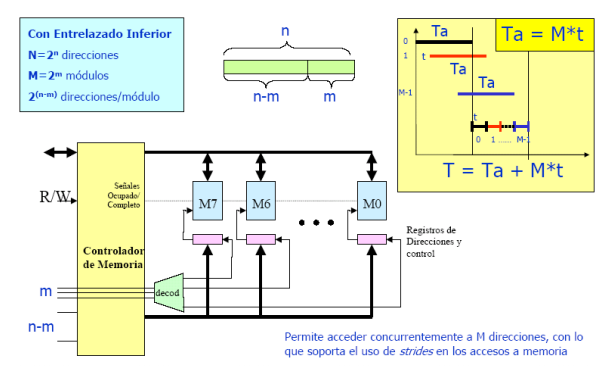 Con Entrelazado Inferior
N=2ⁿ direcciones
M=2ᵐ módulos
2⁽ⁿ⁻ᵐ⁾ direcciones/módulo
n
n-m
m
Ta
Ta = M*t
0
1
t
Ta
Ta
M-1
t
0 1 ...... M-1
T = Ta + M*t
R/W
Señales
Ocupado/
Completo
Controlador
de Memoria
M7
M6
M0
Registros de
Direcciones y
control
decod
m
n-m
Permite acceder concurrentemente a M direcciones, con lo
que soporta el uso de strides en los accesos a memoria